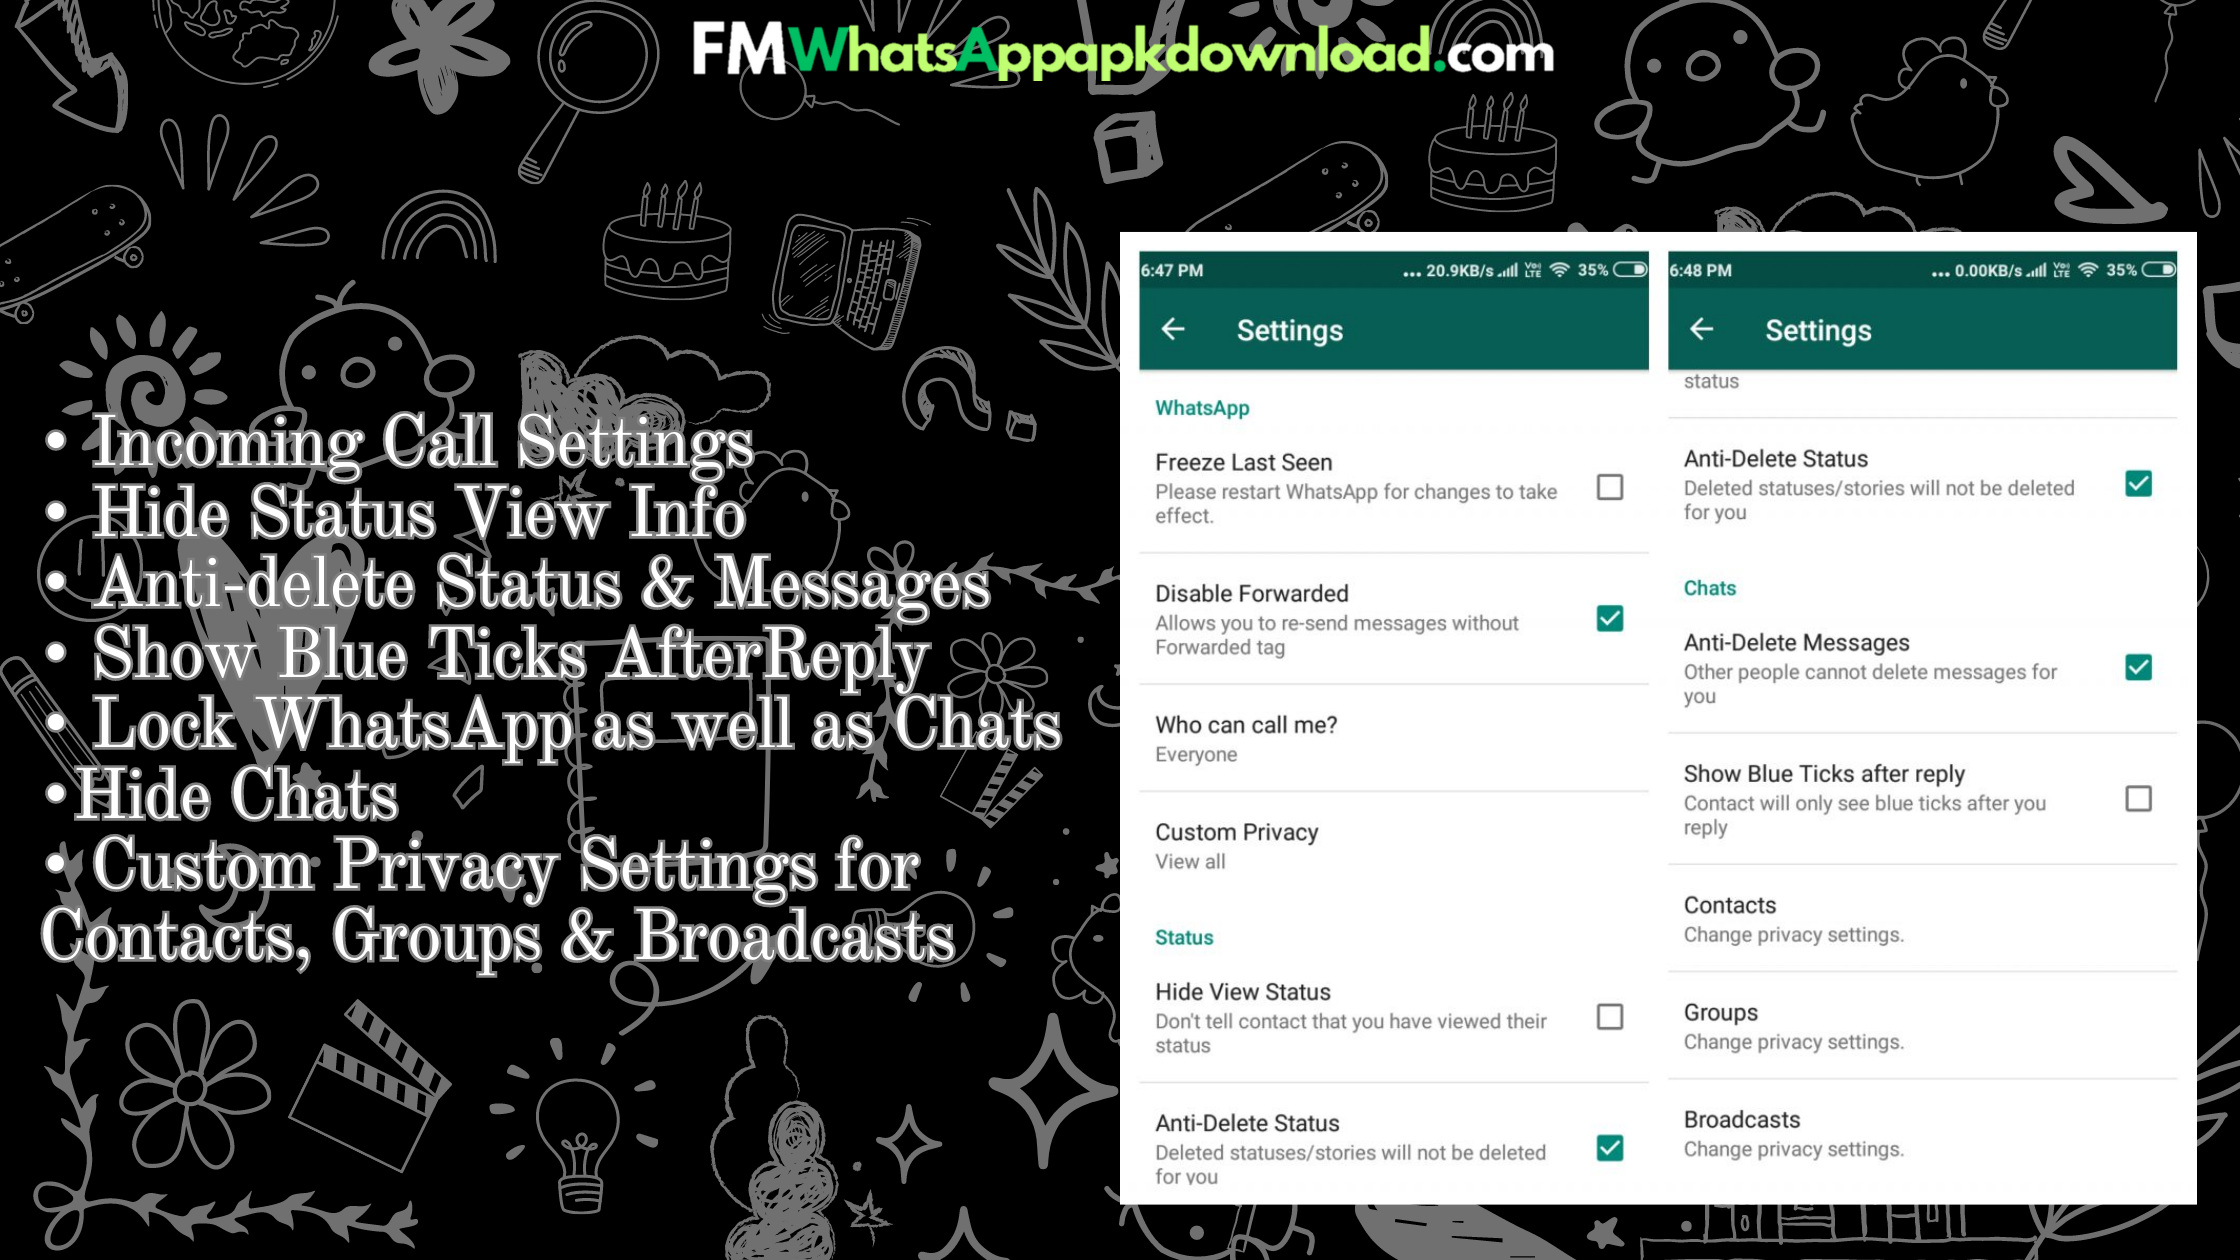 FMWhatsAppapkdownload.com
• Incoming Call Settings
• Hide Status View Info
• Anti-delete Status & Messages
• Show Blue Ticks AfterReply
• Lock WhatsApp as well as Chats
•Hide Chats
• Custom Privacy Settings for
Contacts, Groups & Broadcasts
6:47 PM ... 20.9KB/s Vo LTE 35%
Settings
WhatsApp
Freeze Last Seen
Please restart WhatsApp for changes to take
effect.
Disable Forwarded
Allows you to re-send messages without
Forwarded tag
Who can call me?
Everyone
Custom Privacy
View all
Status
Hide View Status
Don't tell contact that you have viewed their
status
Anti-Delete Status
Deleted statuses/stories will not be deleted
for you
6:48 PM ... 0.00KB/s Vo LTE 35%
Settings
status
Anti-Delete Status
Deleted statuses/stories will not be deleted
for you
Chats
Anti-Delete Messages
Other people cannot delete messages for
you
Show Blue Ticks after reply
Contact will only see blue ticks after you
reply
Contacts
Change privacy settings.
Groups
Change privacy settings.
Broadcasts
Change privacy settings.